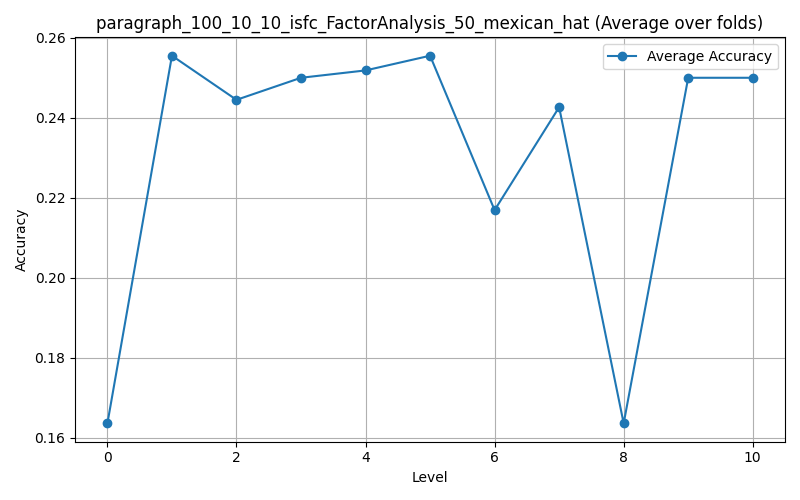 paragraph_100_10_10_isfc_FactorAnalysis_50_mexican_hat (Average over folds)
Average Accuracy
0.26
0.24
0.22
0.20
0.18
0.16
Accuracy
0 2 4 6 8 10
Level